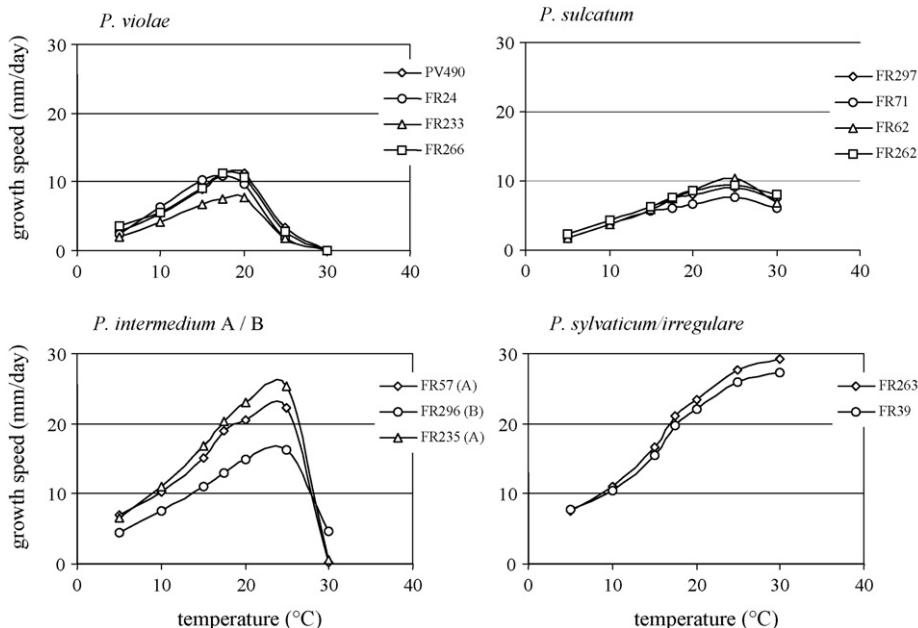 P. violae
growth speed (mm/day)
30
20
10
0
0 10 20 30 40
PV490
FR24
FR233
FR266
P. sulcatum
30
20
10
0
0 10 20 30 40
FR297
FR71
FR62
FR262
P. intermedium A / B
growth speed (mm/day)
30
20
10
0
0 10 20 30 40
temperature (°C)
FR57 (A)
FR296 (B)
FR235 (A)
P. sylvaticum/irregulare
30
20
10
0
0 10 20 30 40
temperature (°C)
FR263
FR39